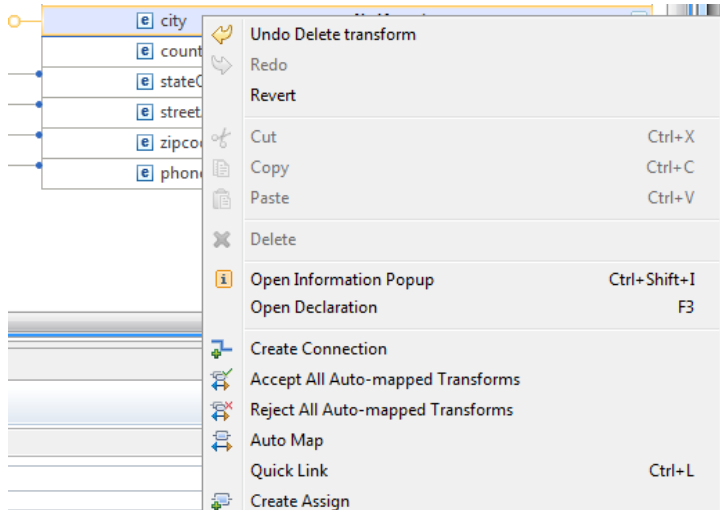 e city
Undo Delete transform
e count
Redo
e stateC
Revert
e street
e zipco
Cut Ctrl+X
e phon
Copy Ctrl+C
Paste Ctrl+V
Delete
i Open Information Popup Ctrl+Shift+I
Open Declaration F3
Create Connection
Accept All Auto-mapped Transforms
Reject All Auto-mapped Transforms
Auto Map
Quick Link Ctrl+L
Create Assign